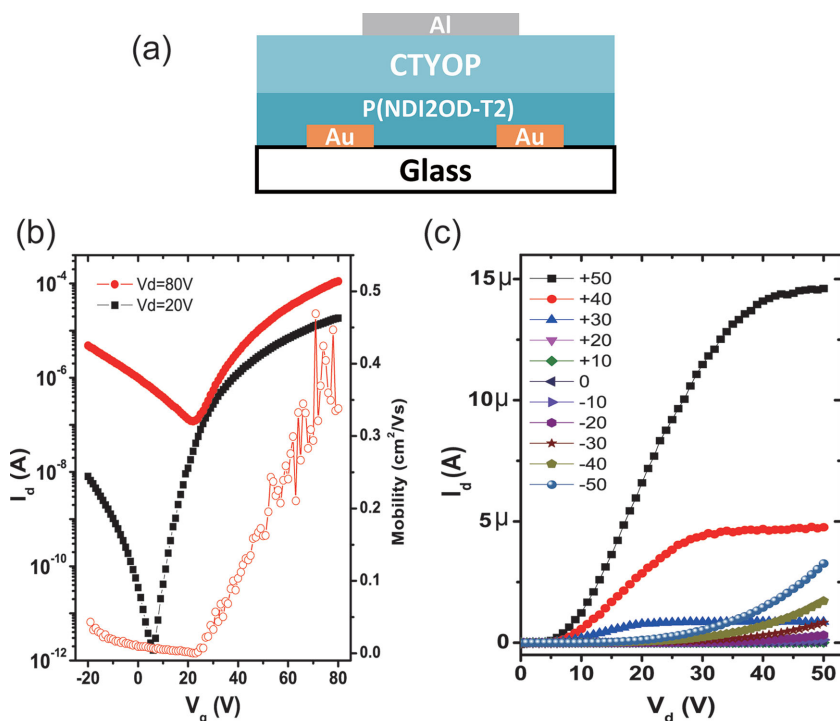 (a)
Al
CTYOP
P(NDI2OD-T2)
Au Au
Glass
(b)
Vd=80V
Vd=20V
10⁻⁴
10⁻⁶
10⁻⁸
10⁻¹⁰
10⁻¹²
I_d (A)
0.5
0.4
0.3
0.2
0.1
0.0
Mobility (cm²/Vs)
-20 0 20 40 60 80
V_g (V)
(c)
15μ
10μ
5μ
0
I_d (A)
+50
+40
+30
+20
+10
0
-10
-20
-30
-40
-50
0 10 20 30 40 50
V_d (V)